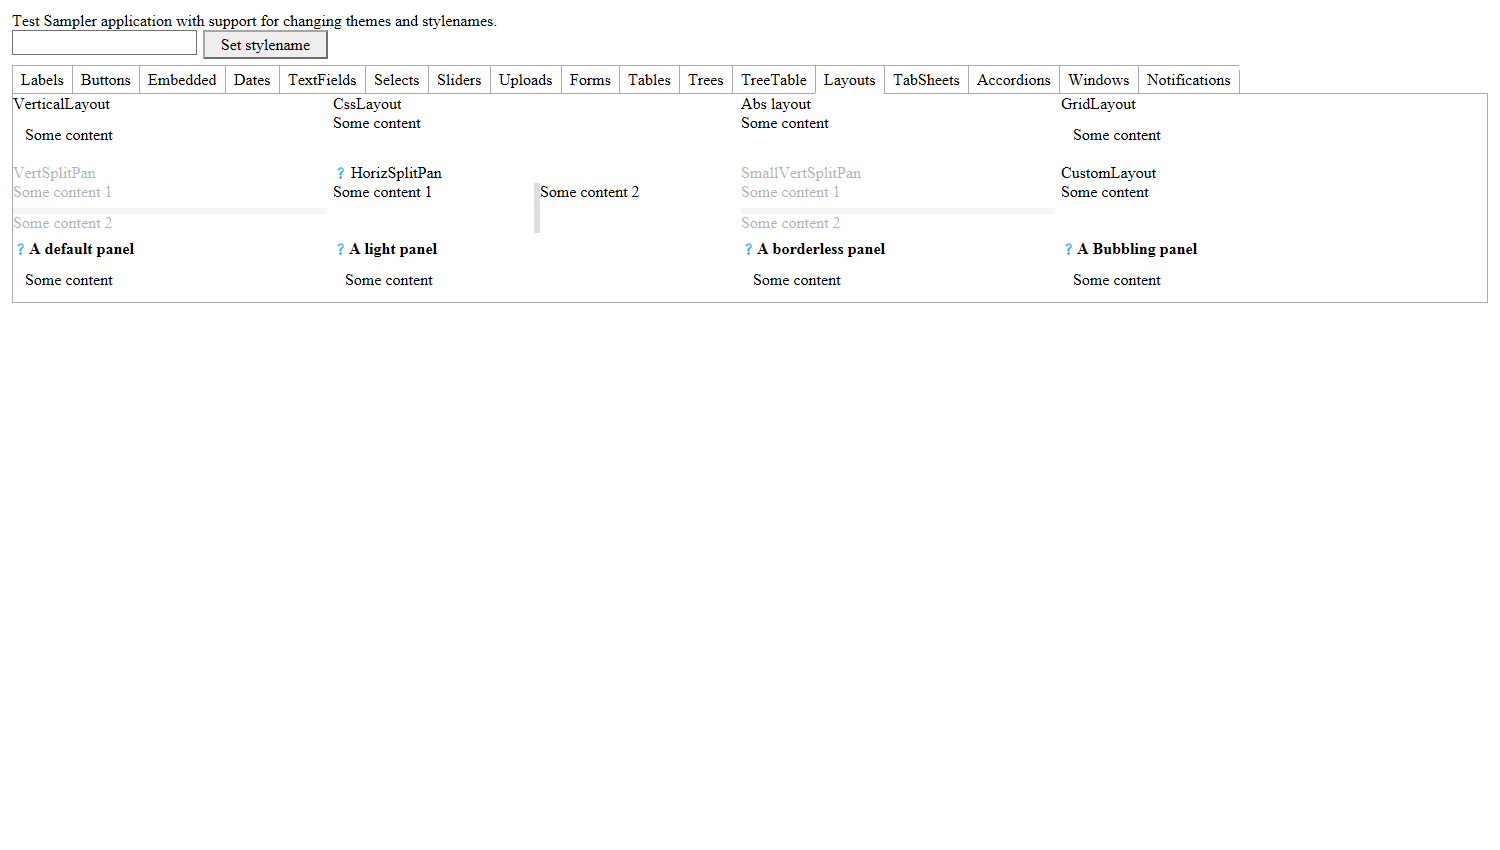 Test Sampler application with support for changing themes and stylenames.
Set stylename
Labels Buttons Embedded Dates TextFields Selects Sliders Uploads Forms Tables Trees TreeTable Layouts TabSheets Accordions Windows Notifications
VerticalLayout CssLayout Abs layout GridLayout
Some content Some content
Some content Some content
VertSplitPan ? HorizSplitPan SmallVertSplitPan CustomLayout
Some content 1 Some content 1 Some content 2 Some content 1 Some content
Some content 2 Some content 2
? A default panel ? A light panel ? A borderless panel ? A Bubbling panel
Some content Some content Some content Some content